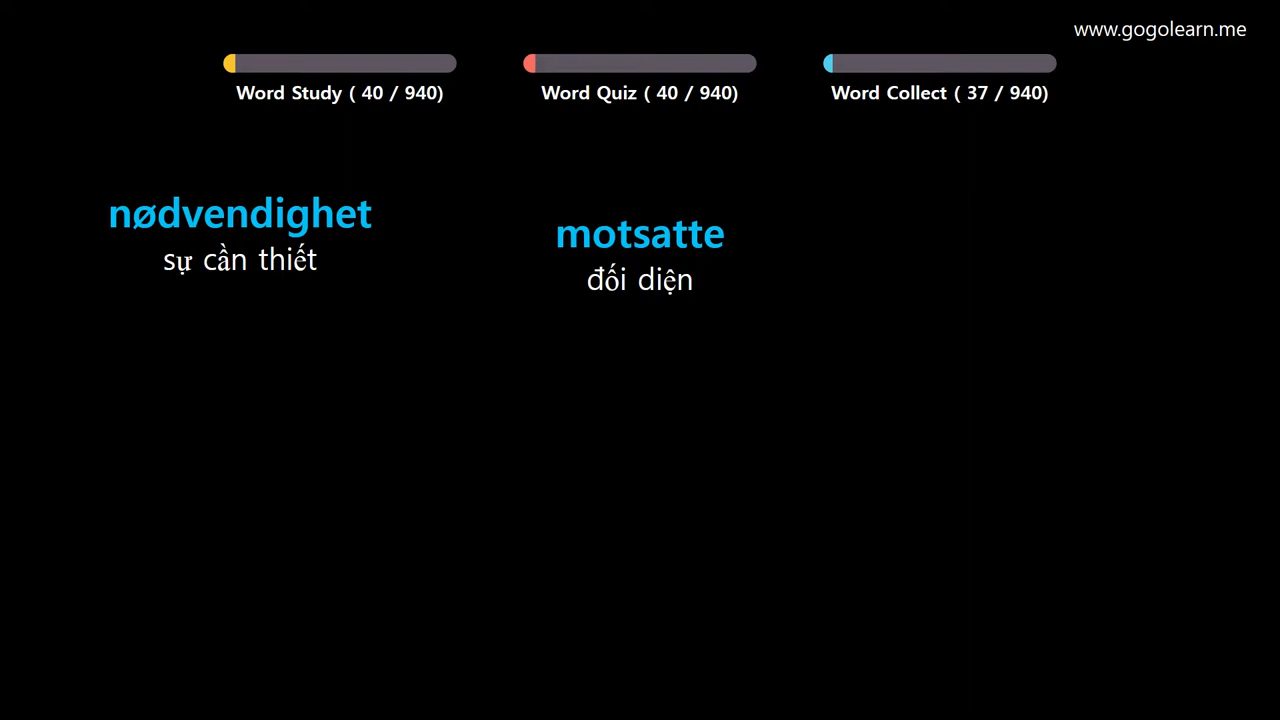 www.gogolearn.me
Word Study ( 40 / 940)
Word Quiz ( 40 / 940)
Word Collect ( 37 / 940)
nødvendighet
sự cần thiết
motsatte
đối diện